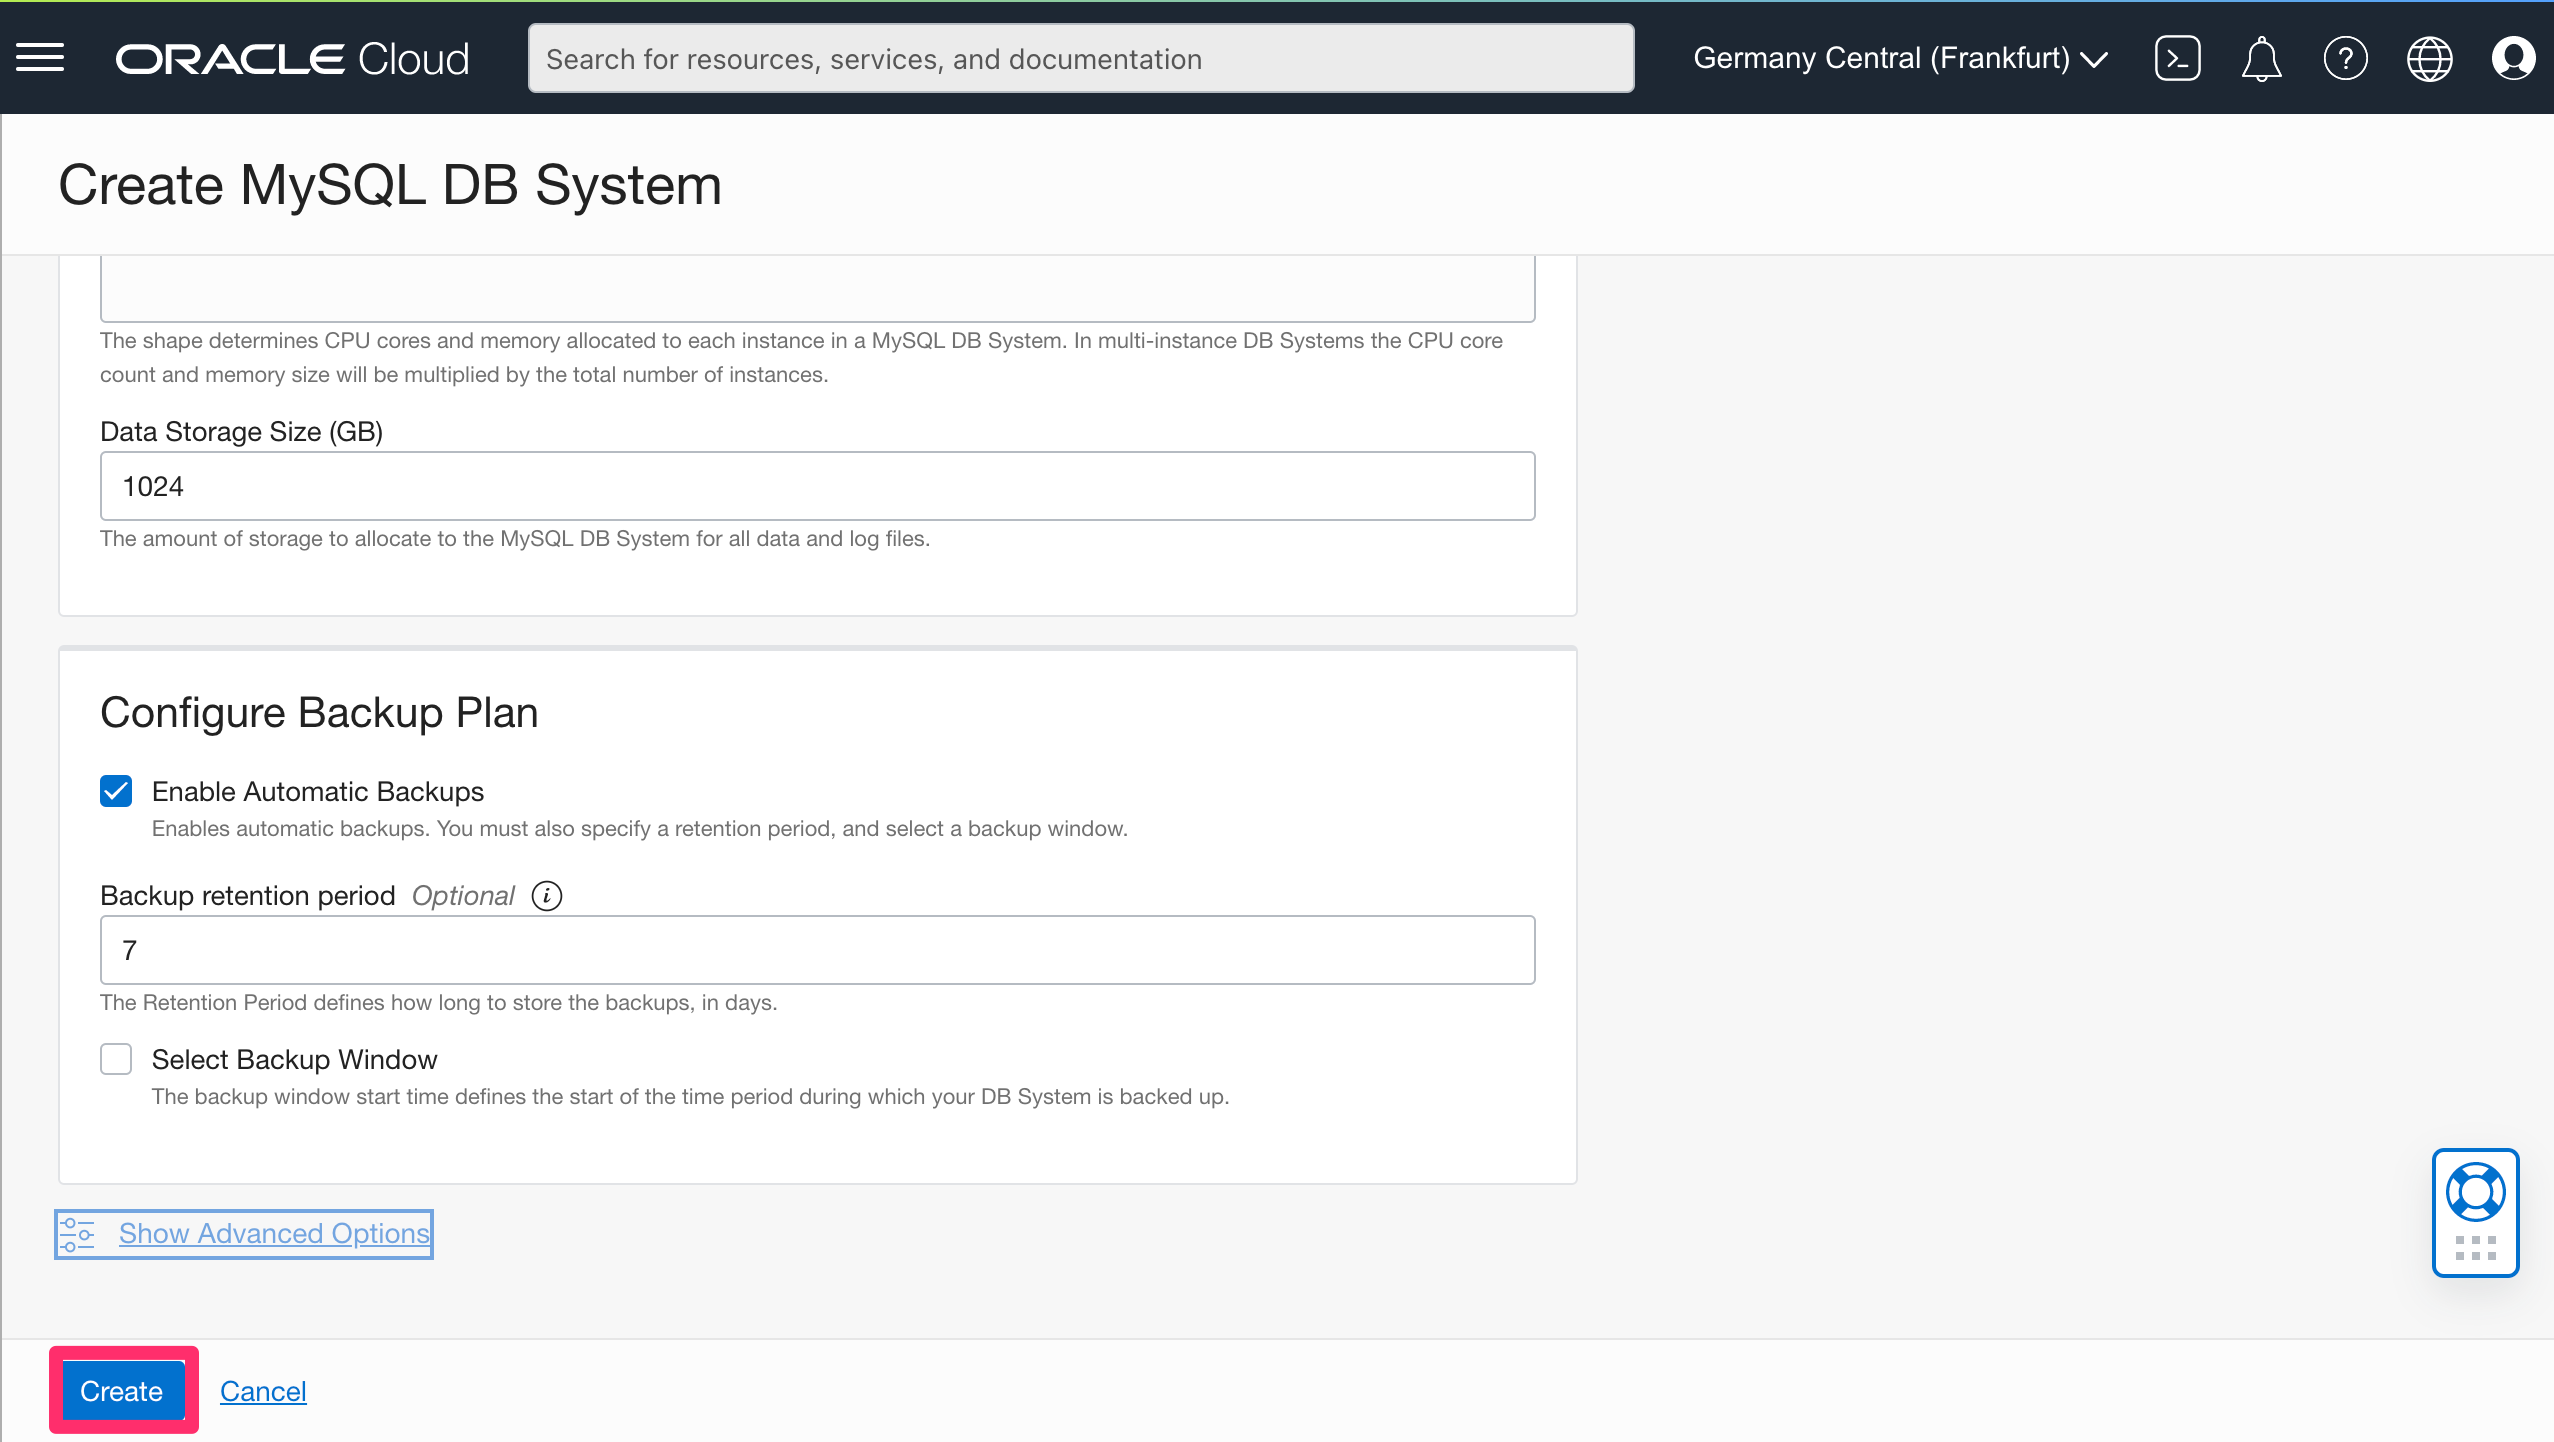 ORACLE Cloud
Search for resources, services, and documentation
Germany Central (Frankfurt)
Create MySQL DB System
The shape determines CPU cores and memory allocated to each instance in a MySQL DB System. In multi-instance DB Systems the CPU core
count and memory size will be multiplied by the total number of instances.
Data Storage Size (GB)
1024
The amount of storage to allocate to the MySQL DB System for all data and log files.
Configure Backup Plan
Enable Automatic Backups
Enables automatic backups. You must also specify a retention period, and select a backup window.
Backup retention period Optional
7
The Retention Period defines how long to store the backups, in days.
Select Backup Window
The backup window start time defines the start of the time period during which your DB System is backed up.
Show Advanced Options
Create Cancel